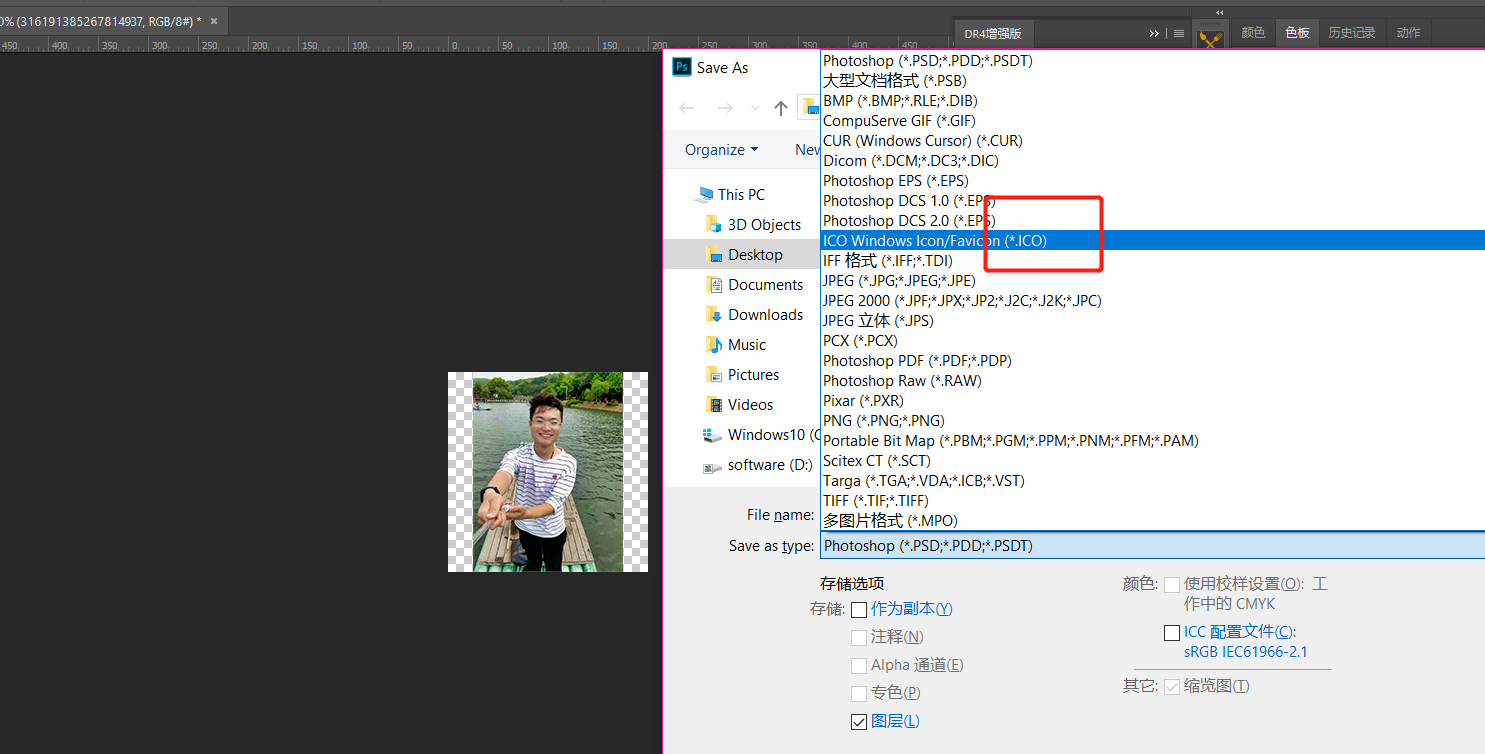 0% (316191385267814937, RGB/8#) * ×
450 400 350 300 250 200 150 100 50 0 50 100 150 200 250 300 350 400 450
DR4增强版
颜色 色板 历史记录 动作
Ps Save As
Organize New
This PC
3D Objects
Desktop
Documents
Downloads
Music
Pictures
Videos
Windows10 (C
software (D:)
Photoshop (*.PSD;*.PDD;*.PSDT)
大型文档格式 (*.PSB)
BMP (*.BMP;*.RLE;*.DIB)
CompuServe GIF (*.GIF)
CUR (Windows Cursor) (*.CUR)
Dicom (*.DCM;*.DC3;*.DIC)
Photoshop EPS (*.EPS)
Photoshop DCS 1.0 (*.EPS)
Photoshop DCS 2.0 (*.EPS)
ICO Windows Icon/Favicon (*.ICO)
IFF 格式 (*.IFF;*.TDI)
JPEG (*.JPG;*.JPEG;*.JPE)
JPEG 2000 (*.JPF;*.JPX;*.JP2;*.J2C;*.J2K;*.JPC)
JPEG 立体 (*.JPS)
PCX (*.PCX)
Photoshop PDF (*.PDF;*.PDP)
Photoshop Raw (*.RAW)
Pixar (*.PXR)
PNG (*.PNG;*.PNG)
Portable Bit Map (*.PBM;*.PGM;*.PPM;*.PNM;*.PFM;*.PAM)
Scitex CT (*.SCT)
Targa (*.TGA;*.VDA;*.ICB;*.VST)
TIFF (*.TIF;*.TIFF)
多图片格式 (*.MPO)
File name:
Save as type: Photoshop (*.PSD;*.PDD;*.PSDT)
存储选项
存储: 作为副本(Y)
注释(N)
Alpha 通道(E)
专色(P)
图层(L)
颜色: 使用校样设置(O): 工
作中的 CMYK
ICC 配置文件(C):
sRGB IEC61966-2.1
其它: 缩览图(T)